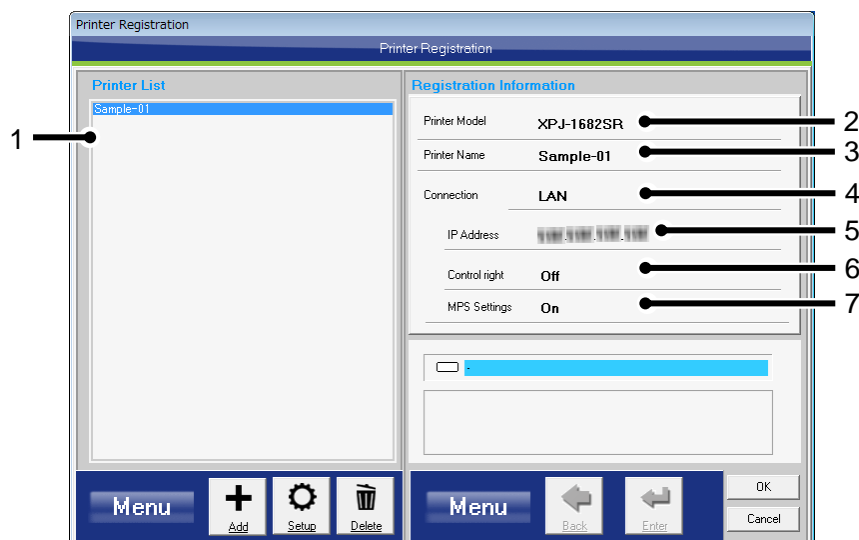 Printer Registration
Printer Registration
Printer List
Sample-01
1
Registration Information
Printer Model XPJ-1682SR 2
Printer Name Sample-01 3
Connection LAN 4
IP Address 5
Control right Off 6
MPS Settings On 7
-
Menu
Add
Setup
Delete
Menu
Back
Enter
OK
Cancel